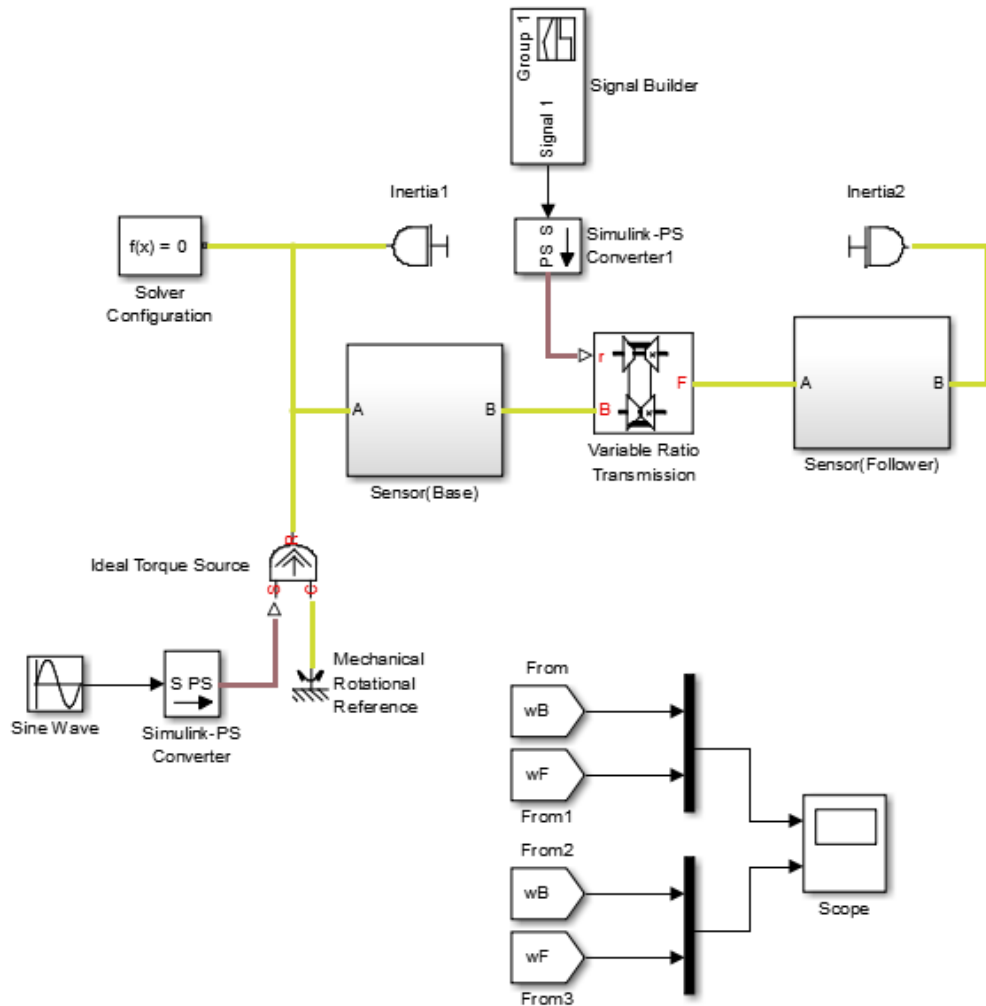 Group 1
Signal 1
Signal Builder
Inertia1
Inertia2
f(x) = 0
Solver
Configuration
PS S
Simulink-PS
Converter1
A
B
Sensor(Base)
r
B
F
Variable Ratio
Transmission
A
B
Sensor(Follower)
Ideal Torque Source
R
S
C
Sine Wave
S PS
Simulink-PS
Converter
Mechanical
Rotational
Reference
From
wB
wF
From1
From2
wB
wF
From3
Scope